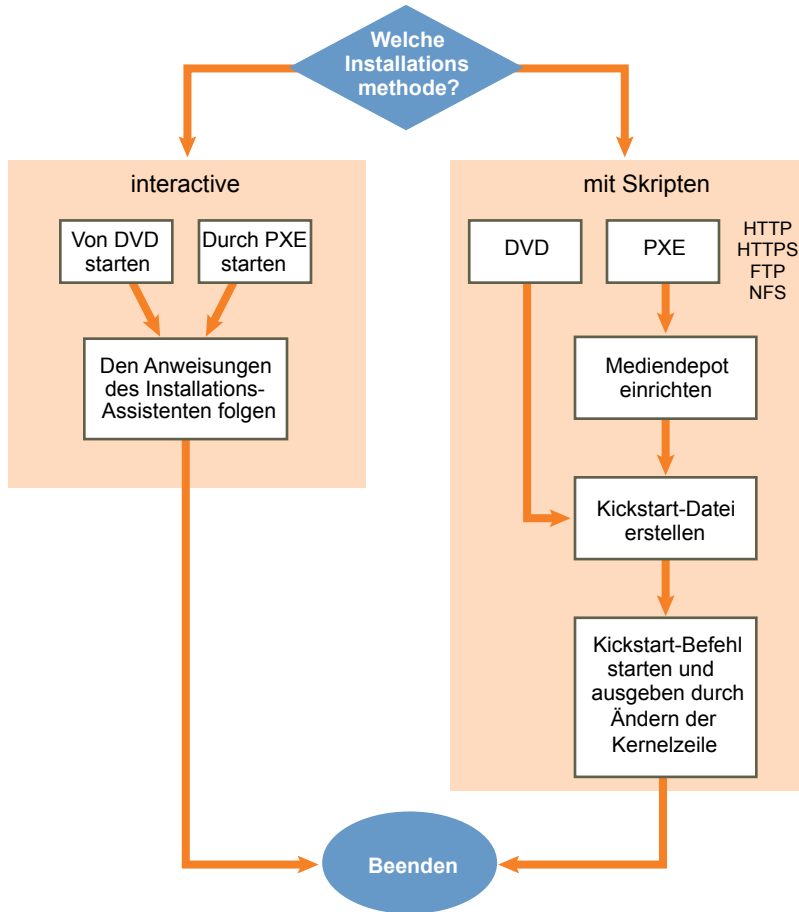 Welche
Installations
methode?
interactive
Von DVD
starten
Durch PXE
starten
Den Anweisungen
des Installations-
Assistenten folgen
mit Skripten
DVD
PXE
HTTP
HTTPS
FTP
NFS
Mediendepot
einrichten
Kickstart-Datei
erstellen
Kickstart-Befehl
starten und
ausgeben durch
Ändern der
Kernelzeile
Beenden